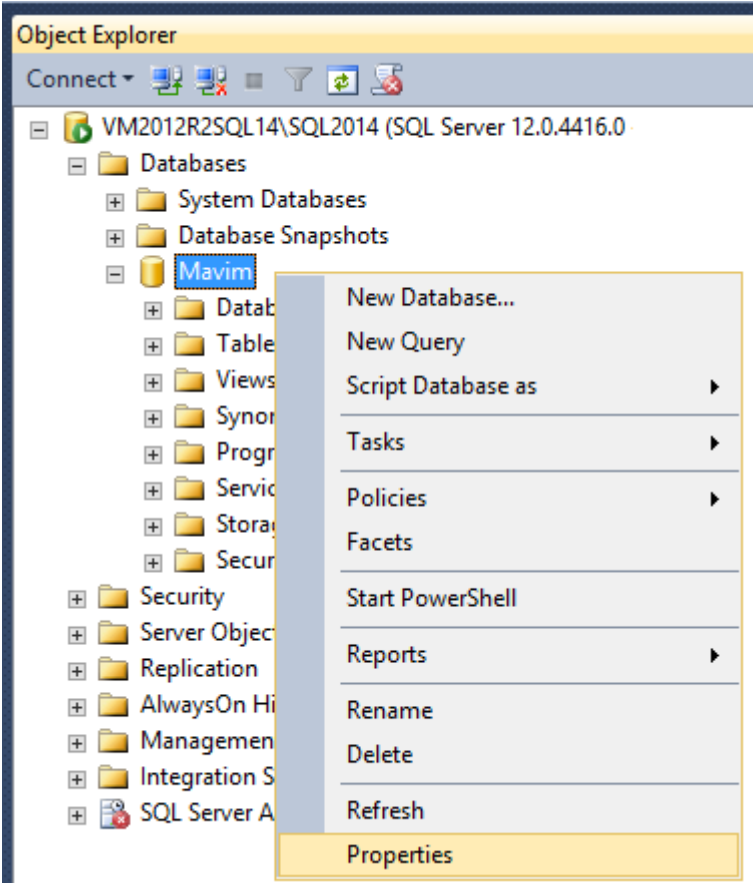 Object Explorer
Connect
VM2012R2SQL14\SQL2014 (SQL Server 12.0.4416.0
Databases
System Databases
Database Snapshots
Mavim
Datab
Table
Views
Synor
Progr
Servic
Stora
Secur
Security
Server Objec
Replication
AlwaysOn Hi
Managemen
Integration S
SQL Server A
New Database...
New Query
Script Database as
Tasks
Policies
Facets
Start PowerShell
Reports
Rename
Delete
Refresh
Properties